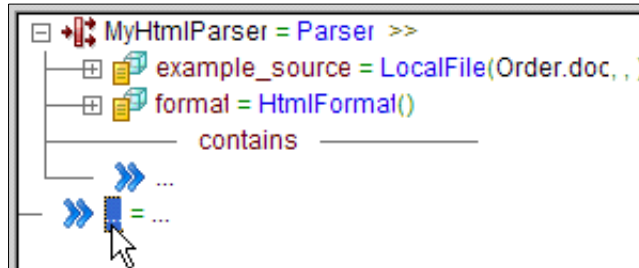 MyHtmlParser = Parser >>
example_source = LocalFile(Order.doc, , )
format = HtmlFormat()
contains
...
... = ...